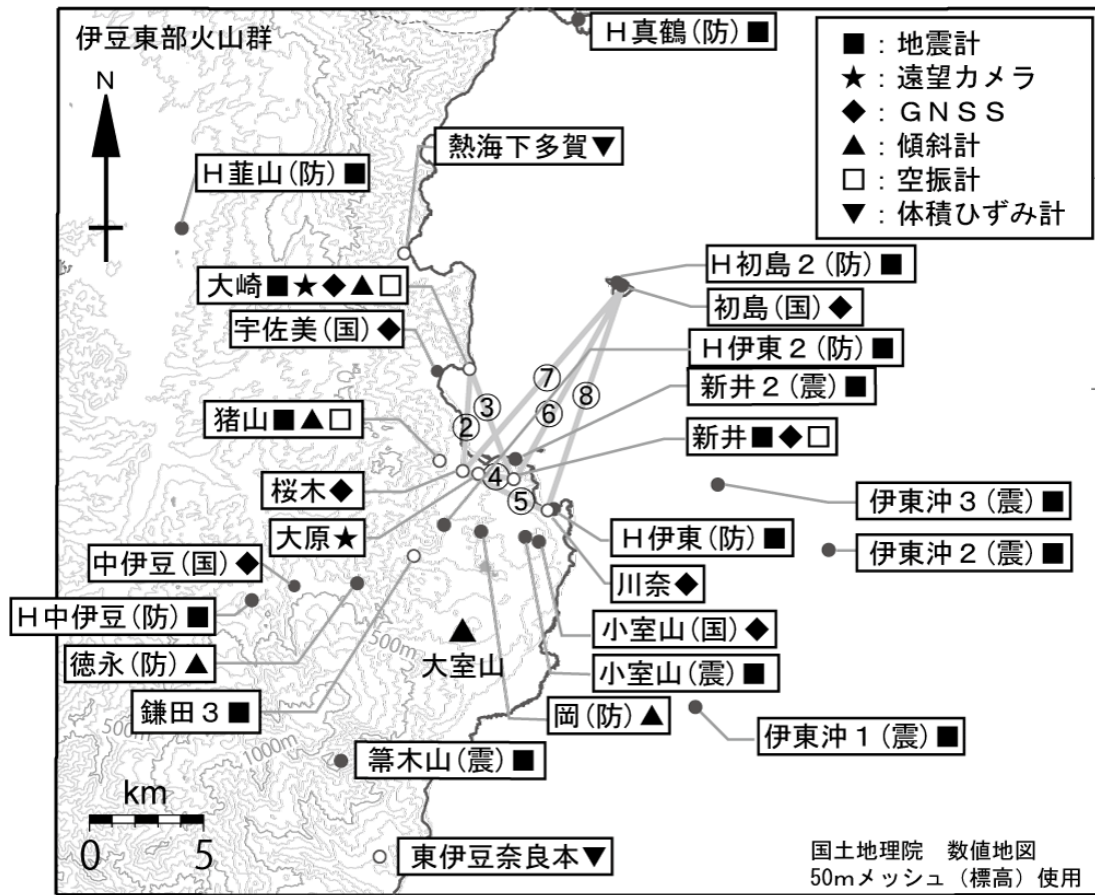 伊豆東部火山群
N
H真鶴(防)■
■：地震計
★：遠望カメラ
◆：GNSS
▲：傾斜計
□：空振計
▼：体積ひずみ計
熱海下多賀▼
H韮山(防)■
大崎■★◆▲□
宇佐美(国)◆
猪山■▲□
桜木◆
大原★
中伊豆(国)◆
H中伊豆(防)■
徳永(防)▲
鎌田3■
H初島2(防)■
初島(国)◆
H伊東2(防)■
新井2(震)■
新井■◆□
伊東沖3(震)■
伊東沖2(震)■
H伊東(防)■
川奈◆
小室山(国)◆
小室山(震)■
岡(防)▲
伊東沖1(震)■
⑦
⑧
③
⑥
②
④
⑤
500m
大室山
500m
1000m
箒木山(震)■
東伊豆奈良本▼
km
0 5
国土地理院　数値地図
50mメッシュ（標高）使用